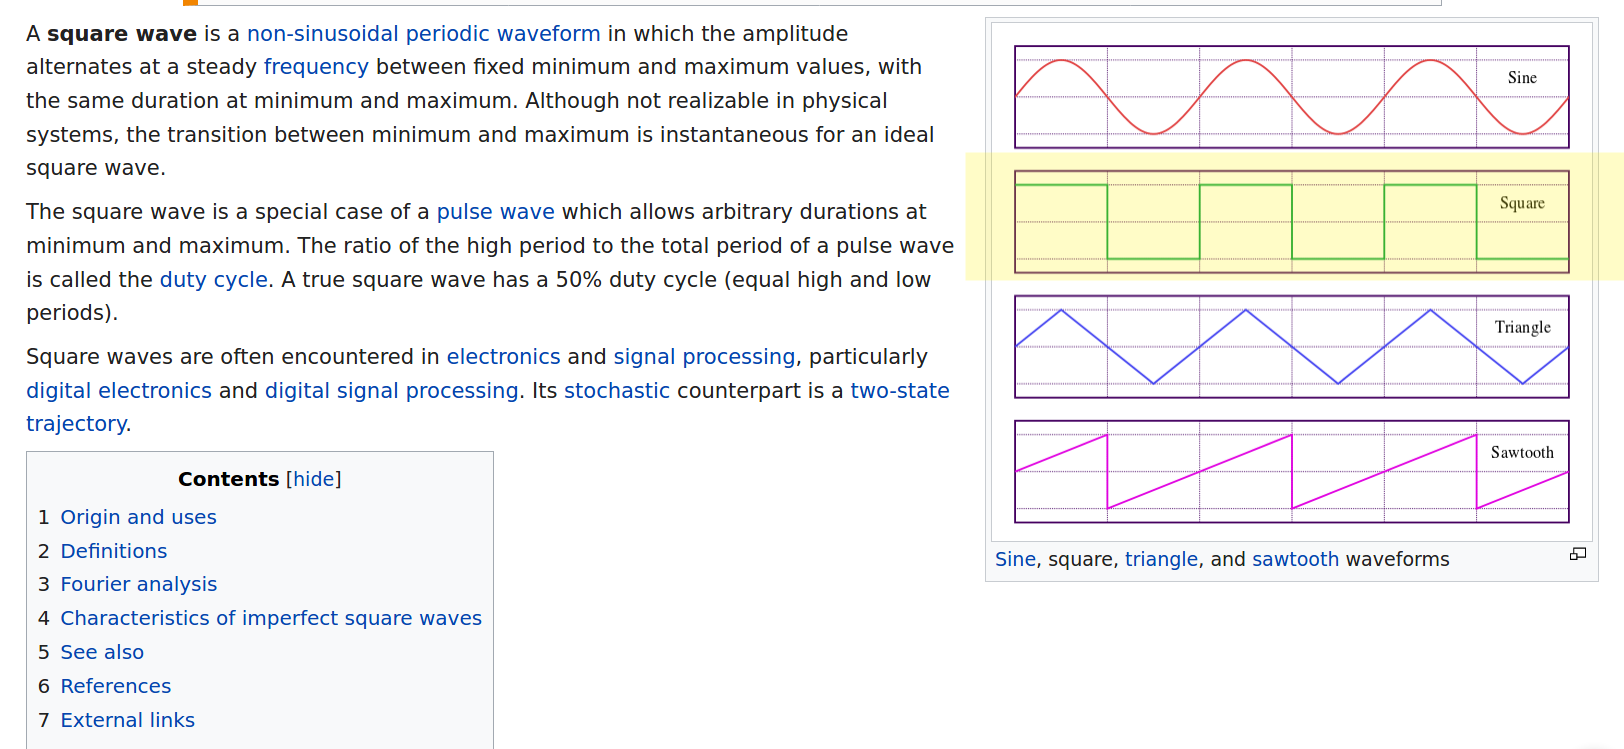 A square wave is a non-sinusoidal periodic waveform in which the amplitude
alternates at a steady frequency between fixed minimum and maximum values, with
the same duration at minimum and maximum. Although not realizable in physical
systems, the transition between minimum and maximum is instantaneous for an ideal
square wave.
The square wave is a special case of a pulse wave which allows arbitrary durations at
minimum and maximum. The ratio of the high period to the total period of a pulse wave
is called the duty cycle. A true square wave has a 50% duty cycle (equal high and low
periods).
Square waves are often encountered in electronics and signal processing, particularly
digital electronics and digital signal processing. Its stochastic counterpart is a two-state
trajectory.
Contents [hide]
1 Origin and uses
2 Definitions
3 Fourier analysis
4 Characteristics of imperfect square waves
5 See also
6 References
7 External links
Sine
Square
Triangle
Sawtooth
Sine, square, triangle, and sawtooth waveforms